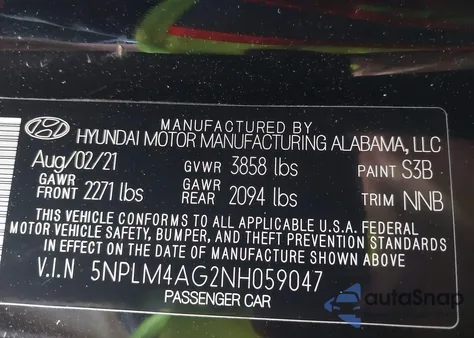 MANUFACTURED BY
HYUNDAI MOTOR MANUFACTURING ALABAMA, LLC
Aug/02/21 GVWR 3858 lbs PAINT S3B
GAWR FRONT 2271 lbs GAWR REAR 2094 lbs TRIM NNB
THIS VEHICLE CONFORMS TO ALL APPLICABLE U.S.A. FEDERAL
MOTOR VEHICLE SAFETY, BUMPER, AND THEFT PREVENTION STANDARDS
IN EFFECT ON THE DATE OF MANUFACTURE SHOWN ABOVE.
V.I.N 5NPLM4AG2NH059047
PASSENGER CAR
autoSnap